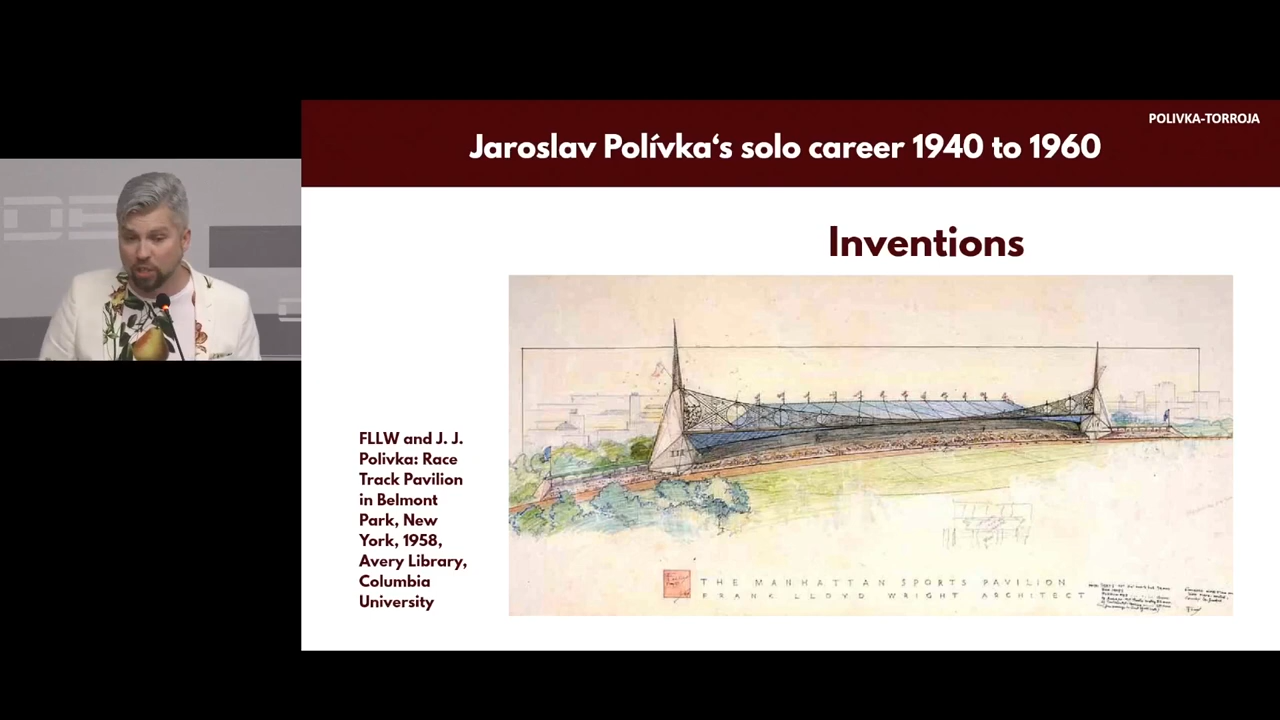 POLIVKA-TORROJA
Jaroslav Polívka‘s solo career 1940 to 1960
Inventions
FLLW and J. J.
Polivka: Race
Track Pavilion
in Belmont
Park, New
York, 1958,
Avery Library,
Columbia
University
THE MANHATTAN SPORTS PAVILION
FRANK LLOYD WRIGHT ARCHITECT
DE